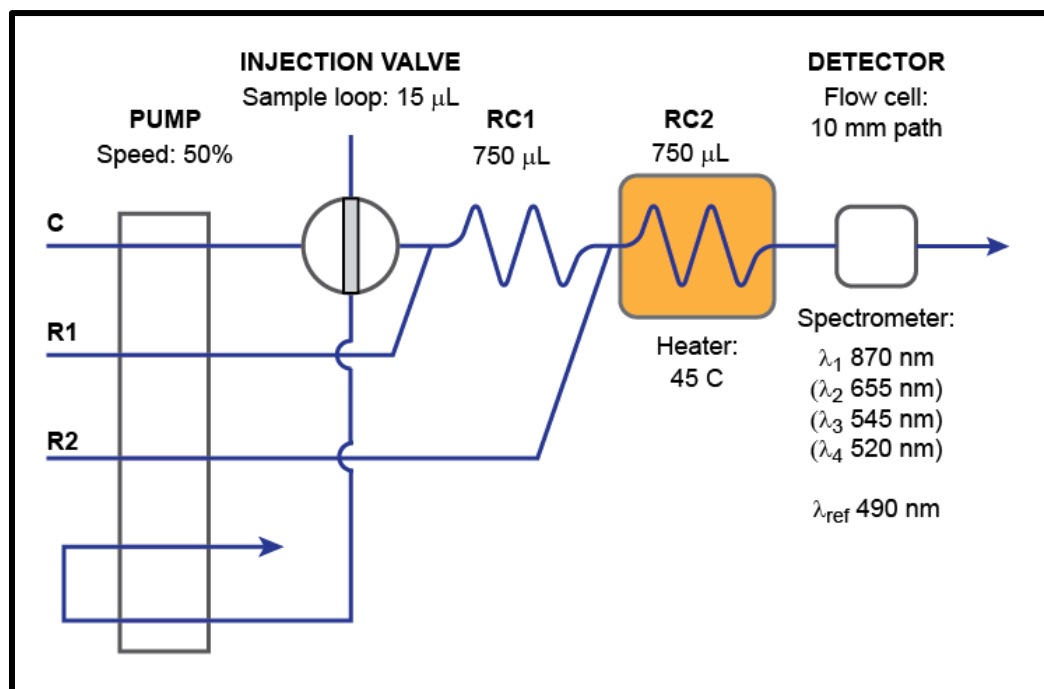 INJECTION VALVE
Sample loop: 15 μL
DETECTOR
Flow cell:
10 mm path
PUMP
Speed: 50%
RC1
750 μL
RC2
750 μL
C
R1
R2
Heater:
45 C
Spectrometer:
λ1 870 nm
(λ2 655 nm)
(λ3 545 nm)
(λ4 520 nm)
λref 490 nm